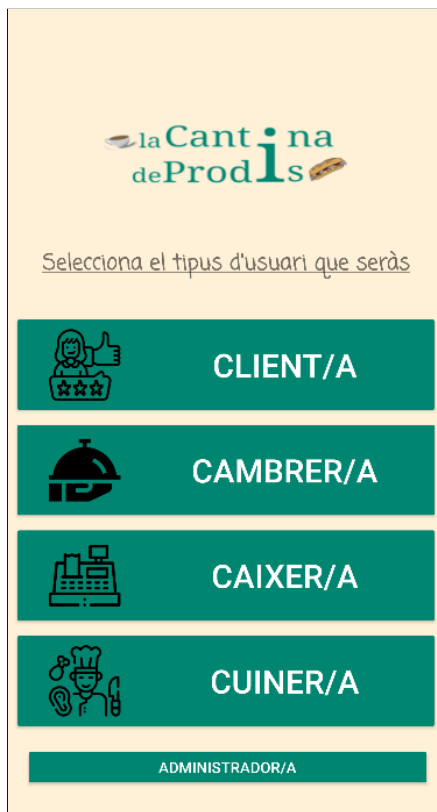 la Cantina
de Prodis
Selecciona el tipus d'usuari que seràs
CLIENT/A
CAMBRER/A
CAIXER/A
CUINER/A
ADMINISTRADOR/A